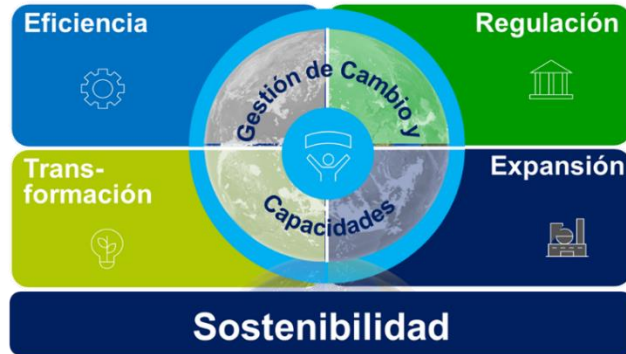 Eficiencia
Regulación
Gestión de Cambio y
Capacidades
Trans-
formación
Expansión
Sostenibilidad